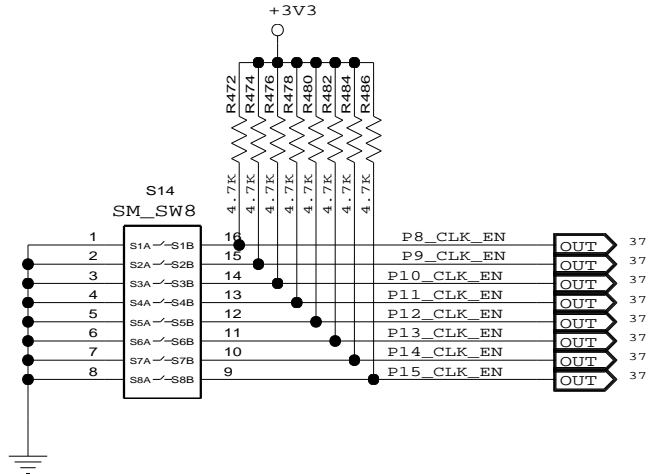 +3V3
R472
R474
R476
R478
R480
R482
R484
R486
4.7K
4.7K
4.7K
4.7K
4.7K
4.7K
4.7K
4.7K
S14
SM_SW8
1 S1A S1B 16 P8_CLK_EN OUT 37
2 S2A S2B 15 P9_CLK_EN OUT 37
3 S3A S3B 14 P10_CLK_EN OUT 37
4 S4A S4B 13 P11_CLK_EN OUT 37
5 S5A S5B 12 P12_CLK_EN OUT 37
6 S6A S6B 11 P13_CLK_EN OUT 37
7 S7A S7B 10 P14_CLK_EN OUT 37
8 S8A S8B 9 P15_CLK_EN OUT 37